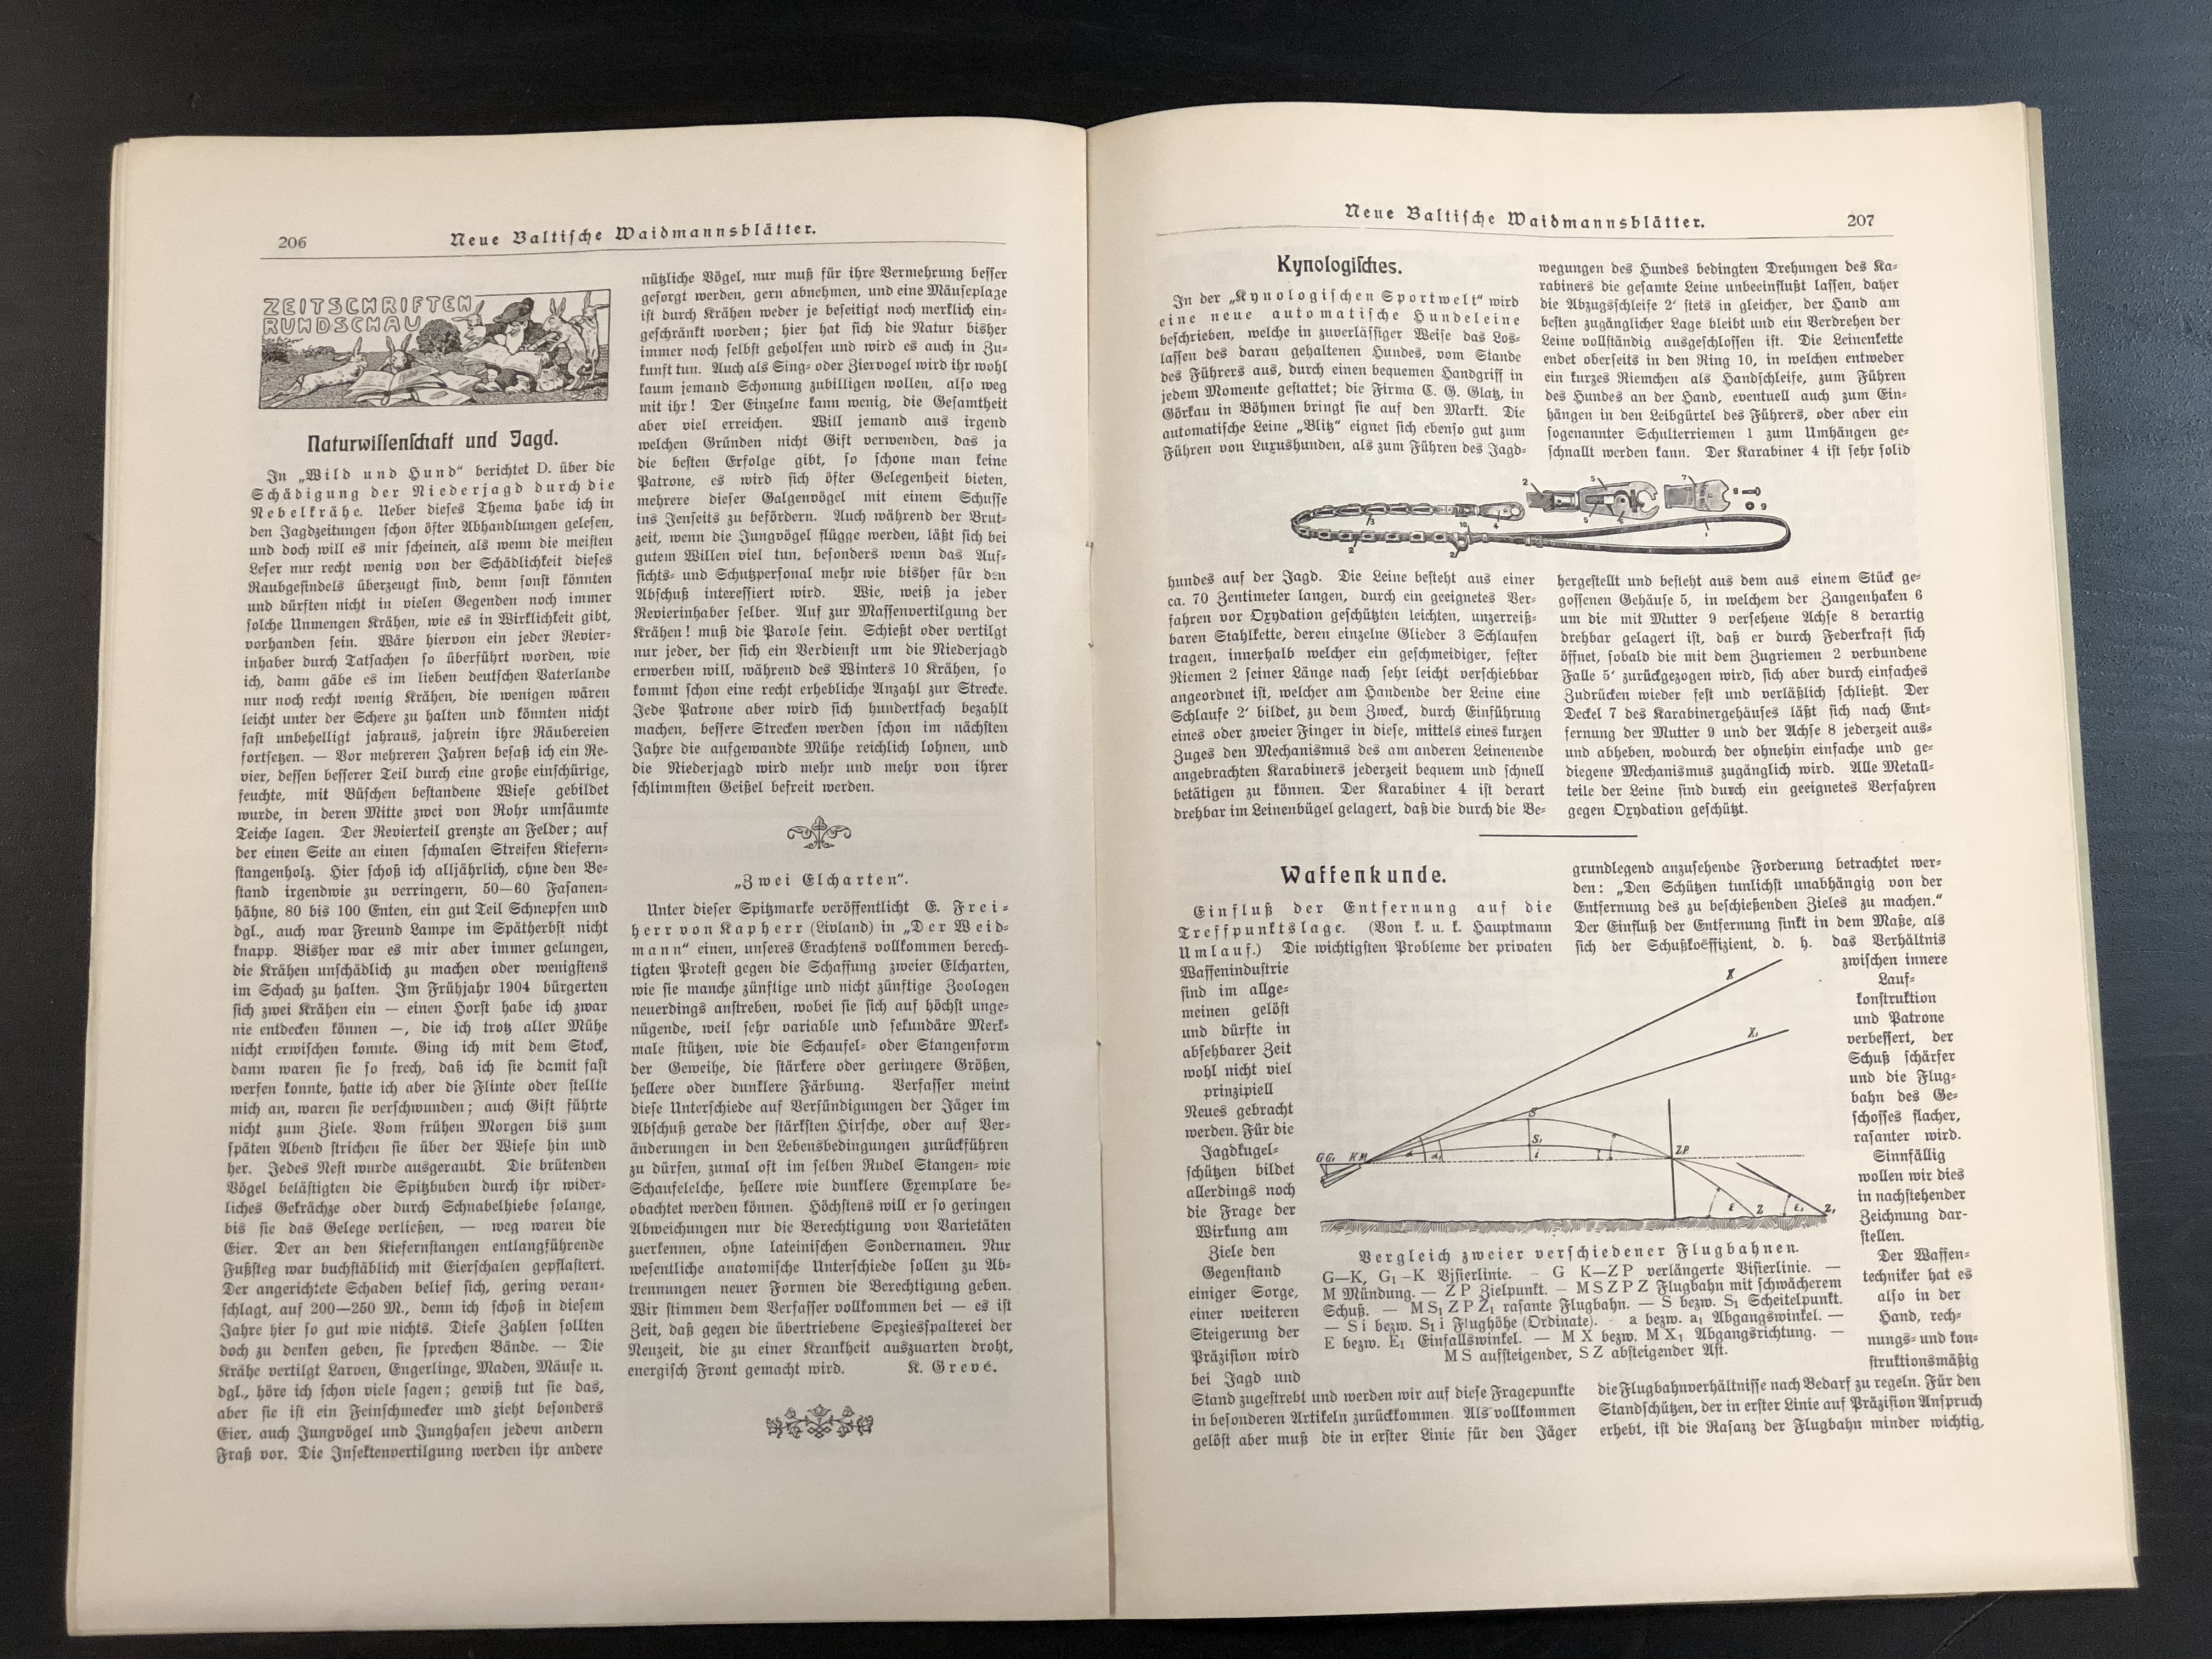 206
Neue Baltische Waidmannsblätter.
ZEITSCHRIFTEN
RUNDSCHAU
Naturwissenschaft und Jagd.
In „Wild und Hund“ berichtet D. über die
Schädigung der Niederjagd durch die
Nebelkrähe. Ueber dieses Thema habe ich in
den Jagdzeitungen schon öfter Abhandlungen gelesen,
und doch will es mir scheinen, als wenn die meisten
Leser nur recht wenig von der Schädlichkeit dieses
Raubgesindels überzeugt sind, denn sonst könnten
und dürften nicht in vielen Gegenden noch immer
solche Unmengen Krähen, wie es in Wirklichkeit gibt,
vorhanden sein. Wäre hiervon ein jeder Revier-
inhaber durch Tatsachen so überführt worden, wie
ich, dann gäbe es im lieben deutschen Vaterlande
nur noch recht wenig Krähen, die wenigen wären
leicht unter der Schere zu halten und könnten nicht
fast unbehelligt jahraus, jahrein ihre Räubereien
fortsetzen. — Vor mehreren Jahren besaß ich ein Re-
vier, dessen besserer Teil durch eine große einschürige,
feuchte, mit Büschen bestandene Wiese gebildet
wurde, in deren Mitte zwei von Rohr umsäumte
Teiche lagen. Der Revierteil grenzte an Felder; auf
der einen Seite an einen schmalen Streifen Kiefern-
stangenholz. Hier schoß ich alljährlich, ohne den Be-
stand irgendwie zu verringern, 50—60 Fasanen-
hähne, 80 bis 100 Enten, ein gut Teil Schnepfen und
dgl., auch war Freund Lampe im Spätherbst nicht
knapp. Bisher war es mir aber immer gelungen,
die Krähen unschädlich zu machen oder wenigstens
im Schach zu halten. Im Frühjahr 1904 bürgerten
sich zwei Krähen ein — einen Horst habe ich zwar
nie entdecken können —, die ich trotz aller Mühe
nicht erwischen konnte. Ging ich mit dem Stock,
dann waren sie so frech, daß ich sie damit fast
werfen konnte, hatte ich aber die Flinte oder stellte
mich an, waren sie verschwunden; auch Gift führte
nicht zum Ziele. Vom frühen Morgen bis zum
späten Abend strichen sie über der Wiese hin und
her. Jedes Nest wurde ausgeraubt. Die brütenden
Vögel belästigten die Spitzbuben durch ihr wider-
liches Gekrächze oder durch Schnabelhiebe solange,
bis sie das Gelege verließen, — weg waren die
Eier. Der an den Kiefernstangen entlangführende
Fußsteg war buchstäblich mit Eierschalen gepflastert.
Der angerichtete Schaden belief sich, gering veran-
schlagt, auf 200—250 M., denn ich schoß in diesem
Jahre hier so gut wie nichts. Diese Zahlen sollten
doch zu denken geben, sie sprechen Bände. — Die
Krähe vertilgt Larven, Engerlinge, Maden, Mäuse u.
dgl., höre ich schon viele sagen; gewiß tut sie das,
aber sie ist ein Feinschmecker und zieht besonders
Eier, auch Jungvögel und Junghasen jedem andern
Fraß vor. Die Insektenvertilgung werden ihr andere
nützliche Vögel, nur muß für ihre Vermehrung besser
gesorgt werden, gern abnehmen, und eine Mäuseplage
ist durch Krähen weder je beseitigt noch merklich ein-
geschränkt worden; hier hat sich die Natur bisher
immer noch selbst geholfen und wird es auch in Zu-
kunft tun. Auch als Sing- oder Ziervogel wird ihr wohl
kaum jemand Schonung zubilligen wollen, also weg
mit ihr! Der Einzelne kann wenig, die Gesamtheit
aber viel erreichen. Will jemand aus irgend
welchen Gründen nicht Gift verwenden, das ja
die besten Erfolge gibt, so schone man keine
Patrone, es wird sich öfter Gelegenheit bieten,
mehrere dieser Galgenvögel mit einem Schusse
ins Jenseits zu befördern. Auch während der Brut-
zeit, wenn die Jungvögel flügge werden, läßt sich bei
gutem Willen viel tun, besonders wenn das Auf-
sichts- und Schutzpersonal mehr wie bisher für den
Abschuß interessiert wird. Wie, weiß ja jeder
Revierinhaber selber. Auf zur Massenvertilgung der
Krähen! muß die Parole sein. Schießt oder vertilgt
nur jeder, der sich ein Verdienst um die Niederjagd
erwerben will, während des Winters 10 Krähen, so
kommt schon eine recht erhebliche Anzahl zur Strecke.
Jede Patrone aber wird sich hundertfach bezahlt
machen, bessere Strecken werden schon im nächsten
Jahre die aufgewandte Mühe reichlich lohnen, und
die Niederjagd wird mehr und mehr von ihrer
schlimmsten Geißel befreit werden.
„Zwei Elcharten“.
Unter dieser Spitzmarke veröffentlicht E. Frei-
herr von Kapherr (Livland) in „Der Weid-
mann“ einen, unseres Erachtens vollkommen berech-
tigten Protest gegen die Schaffung zweier Elcharten,
wie sie manche zünftige und nicht zünftige Zoologen
neuerdings anstreben, wobei sie sich auf höchst unge-
nügende, weil sehr variable und sekundäre Merk-
male stützen, wie die Schaufel- oder Stangenform
der Geweihe, die stärkere oder geringere Größen,
hellere oder dunklere Färbung. Verfasser meint
diese Unterschiede auf Versündigungen der Jäger im
Abschuß gerade der stärksten Hirsche, oder auf Ver-
änderungen in den Lebensbedingungen zurückführen
zu dürfen, zumal oft im selben Rudel Stangen- wie
Schaufelelche, hellere wie dunklere Exemplare be-
obachtet werden können. Höchstens will er so geringen
Abweichungen nur die Berechtigung von Varietäten
zuerkennen, ohne lateinischen Sondernamen. Nur
wesentliche anatomische Unterschiede sollen zu Ab-
trennungen neuer Formen die Berechtigung geben.
Wir stimmen dem Verfasser vollkommen bei — es ist
Zeit, daß gegen die übertriebene Speziesspalterei der
Neuzeit, die zu einer Krankheit auszuarten droht,
energisch Front gemacht wird. K. Grevé.
Neue Baltische Waidmannsblätter.
207
Kynologisches.
In der „Kynologischen Sportwelt“ wird
eine neue automatische Hundeleine
beschrieben, welche in zuverlässiger Weise das Los-
lassen des daran gehaltenen Hundes, vom Stande
des Führers aus, durch einen bequemen Handgriff in
jedem Momente gestattet; die Firma C. G. Glatz, in
Görkau in Böhmen bringt sie auf den Markt. Die
automatische Leine „Blitz“ eignet sich ebenso gut zum
Führen von Luxushunden, als zum Führen des Jagd-
wegungen des Hundes bedingten Drehungen des Ka-
rabiners die gesamte Leine unbeeinflußt lassen, daher
die Abzugsschleife 2′ stets in gleicher, der Hand am
besten zugänglicher Lage bleibt und ein Verdrehen der
Leine vollständig ausgeschlossen ist. Die Leinenkette
endet oberseits in den Ring 10, in welchen entweder
ein kurzes Riemchen als Handschleife, zum Führen
des Hundes an der Hand, eventuell auch zum Ein-
hängen in den Leibgürtel des Führers, oder aber ein
sogenannter Schulterriemen 1 zum Umhängen ge-
schnallt werden kann. Der Karabiner 4 ist sehr solid
2 5 7 8
3 10 4 5 6 9
2 2 1
hundes auf der Jagd. Die Leine besteht aus einer
ca. 70 Zentimeter langen, durch ein geeignetes Ver-
fahren vor Oxydation geschützten leichten, unzerreiß-
baren Stahlkette, deren einzelne Glieder 3 Schlaufen
tragen, innerhalb welcher ein geschmeidiger, fester
Riemen 2 seiner Länge nach sehr leicht verschiebbar
angeordnet ist, welcher am Handende der Leine eine
Schlaufe 2′ bildet, zu dem Zweck, durch Einführung
eines oder zweier Finger in diese, mittels eines kurzen
Zuges den Mechanismus des am anderen Leinenende
angebrachten Karabiners jederzeit bequem und schnell
betätigen zu können. Der Karabiner 4 ist derart
drehbar im Leinenbügel gelagert, daß die durch die Be-
hergestellt und besteht aus dem aus einem Stück ge-
gossenen Gehäuse 5, in welchem der Zangenhaken 6
um die mit Mutter 9 versehene Achse 8 derartig
drehbar gelagert ist, daß er durch Federkraft sich
öffnet, sobald die mit dem Zugriemen 2 verbundene
Falle 5′ zurückgezogen wird, sich aber durch einfaches
Zudrücken wieder fest und verläßlich schließt. Der
Deckel 7 des Karabinergehäuses läßt sich nach Ent-
fernung der Mutter 9 und der Achse 8 jederzeit aus-
und abheben, wodurch der ohnehin einfache und ge-
diegene Mechanismus zugänglich wird. Alle Metall-
teile der Leine sind durch ein geeignetes Verfahren
gegen Oxydation geschützt.
Waffenkunde.
Einfluß der Entfernung auf die
Treffpunktslage. (Von k. u. k. Hauptmann
Umlauf.) Die wichtigsten Probleme der privaten
Waffenindustrie
sind im allge-
meinen gelöst
und dürfte in
absehbarer Zeit
wohl nicht viel
prinzipiell
Neues gebracht
werden. Für die
Jagdkugel-
schützen bildet
allerdings noch
die Frage der
Wirkung am
Ziele den
Gegenstand
einiger Sorge,
einer weiteren
Steigerung der
Präzision wird
bei Jagd und
Stand zugestrebt und werden wir auf diese Fragepunkte
in besonderen Artikeln zurückkommen. Als vollkommen
gelöst aber muß die in erster Linie für den Jäger
X
X₁
S
S₁
G G₁ K M a a₁ i ZP
E Z E₁ Z₁
Vergleich zweier verschiedener Flugbahnen.
G—K, G₁—K Visierlinie. — G K—ZP verlängerte Visierlinie. —
M Mündung. — ZP Zielpunkt. — M S ZP Z Flugbahn mit schwächerem
Schuß. — M S₁ ZP Z₁ rasante Flugbahn. — S bezw. S₁ Scheitelpunkt.
— S i bezw. S₁ i Flughöhe (Ordinate). — a bezw. a₁ Abgangswinkel. —
E bezw. E₁ Einfallswinkel. — M X bezw. M X₁ Abgangsrichtung. —
M S aufsteigender, S Z absteigender Ast.
grundlegend anzusehende Forderung betrachtet wer-
den: „Den Schützen tunlichst unabhängig von der
Entfernung des zu beschießenden Zieles zu machen.“
Der Einfluß der Entfernung sinkt in dem Maße, als
sich der Schußkoëffizient, d. h. das Verhältnis
zwischen innere
Lauf-
konstruktion
und Patrone
verbessert, der
Schuß schärfer
und die Flug-
bahn des Ge-
schosses flacher,
rasanter wird.
Sinnfällig
wollen wir dies
in nachstehender
Zeichnung dar-
stellen.
Der Waffen-
techniker hat es
also in der
Hand, rech-
nungs- und kon-
struktionsmäßig
die Flugbahnverhältnisse nach Bedarf zu regeln. Für den
Standschützen, der in erster Linie auf Präzision Anspruch
erhebt, ist die Rasanz der Flugbahn minder wichtig,